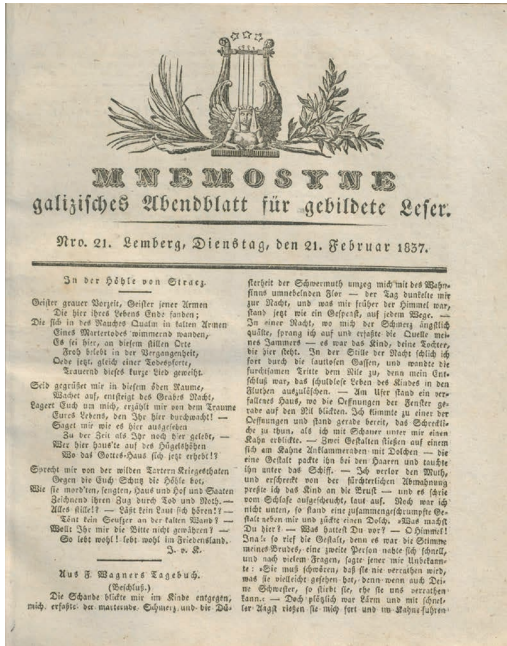 MNEMOSYNE
galizisches Abendblatt für gebildete Leser.
Nro. 21. Lemberg, Dienstag, den 21. Februar 1837.
In der Höhle von Stracz.
Geister grauer Vorzeit, Geister jener Armen
Die hier ihres Lebens Ende fanden;
Die sich in des Rauches Qualm in kalten Armen
Eines Martertodes wimmernd wanden,
Es sei hier, an diesem stillen Orte
Froh belebt in der Vergangenheit,
Oede jetzt, gleich einer Todespforte,
Trauernd dieses kurze Lied geweiht.
Seid gegrüßet mir in diesem öden Raume,
Wachet auf, entsteiget des Grabes Nacht,
Lagert Euch um mich, erzählt mir von dem Traume
Eures Lebens, den Ihr hier durchwacht! —
Saget mir wie es hier ausgesehen
Zu der Zeit als Ihr noch hier gelebt, —
Wer hier haus'te auf des Hügelshöhen
Wo das Gottes-Haus sich jetzt erhebt!?
Sprecht mir von der wilden Tartern Kriegesthaten
Gegen die Euch Schutz die Höhle bot,
Wie sie mord'ten, sengten, Haus und Hof und Saaten
Zeichnend ihren Zug durch Tod und Noth. —
Alles stille!? — Läßt kein Laut sich hören!? —
Tönt kein Seufzer an der kalten Wand? —
Wollt Ihr mir die Bitte nicht gewähren? —
So lebt wohl! lebt wohl im Friedensland.
J. v. K.
Aus F. Wagners Tagebuch.
(Beschluß.)
Die Schande blickte mir im Kinde entgegen,
mich erfaßte der marternde Schmerz und die Dü-
sterheit der Schwermuth umzog mich mit des Wahn-
sinns umnebelnden Flor — der Tag dunkelte mir
zur Nacht, und was mir früher der Himmel war,
stand jetzt wie ein Gespenst, auf jedem Wege. —
In einer Nacht, wo mich der Schmerz ängstlich
quälte, sprang ich auf und erfaßte die Quelle mei-
nes Jammers — es war das Kind, deine Tochter,
die hier steht. In der Stille der Nacht schlich ich
fort durch die lautlosen Gassen, und wandte die
furchtsamen Tritte dem Nile zu, denn mein Ent-
schluß war, das schuldlose Leben des Kindes in den
Fluthen auszulöschen. — Am Ufer stand ein ver-
fallenes Haus, wo die Oeffnungen der Fenster ge-
rade auf den Nil blickten. Ich klimmte zu einer der
Oeffnungen und stand gerade bereit, das Schreckli-
che zu thun, als ich mit Schauer unter mir einen
Kahn erblickte. — Zwei Gestalten stießen auf einem
sich am Kahne Anklammernden mit Dolchen — die
eine Gestalt packte ihn bei den Haaren und tauchte
ihn unter das Schiff. — Ich verlor den Muth,
und erschreckt von der fürchterlichen Abmahnung
preßte ich das Kind an die Brust — und es schrie
vom Schlafe aufgescheucht, laut auf. Noch war ich
nicht unten, so stand eine zusammengeschrumpfte Ge-
stalt neben mir und zückte einen Dolch. »Was machst
Du hier? — Was hattest Du vor? — O Himmel!
so rief die Gestalt, denn es war die Stimme
meines Bruders, eine zweite Person nahte sich schnell,
und nach vielem Fragen, sagte jener mir Unbekann-
te: »Sie muß schwören, daß sie nie verrathen wird,
was sie vielleicht gesehen hat, denn wenn auch Dei-
ne Schwester, so stirbt sie, ehe sie uns verrathen
kann. — Doch plötzlich war Lärm und mit schnel-
ler Angst rießen sie mich fort und im Kahne fuhren